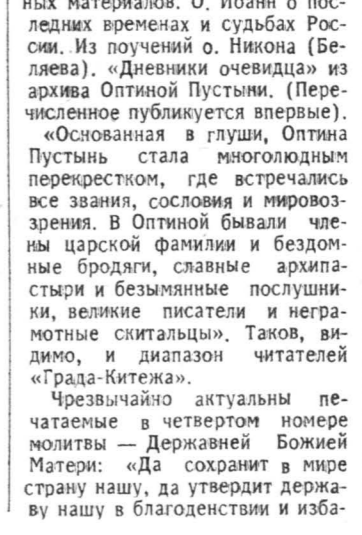 ных материалов. О. Иоанн о пос-
ледних временах и судьбах Рос-
сии. Из поучений о. Никона (Бе-
ляева). «Дневники очевидца» из
архива Оптиной Пустыни. (Пере-
численное публикуется впервые).
«Основанная в глуши, Оптина
Пустынь стала многолюдным
перекрестком, где встречались
все звания, сословия и мировоз-
зрения. В Оптиной бывали чле-
ны царской фамилии и бездом-
ные бродяги, славные архипа-
стыри и безымянные послушни-
ки, великие писатели и негра-
мотные скитальцы». Таков, ви-
димо, и диапазон читателей
«Града-Китежа».
Чрезвычайно актуальны пе-
чатаемые в четвертом номере
молитвы — Державней Божией
Матери: «Да сохранит в мире
страну нашу, да утвердит держа-
ву нашу в благоденствии и изба-